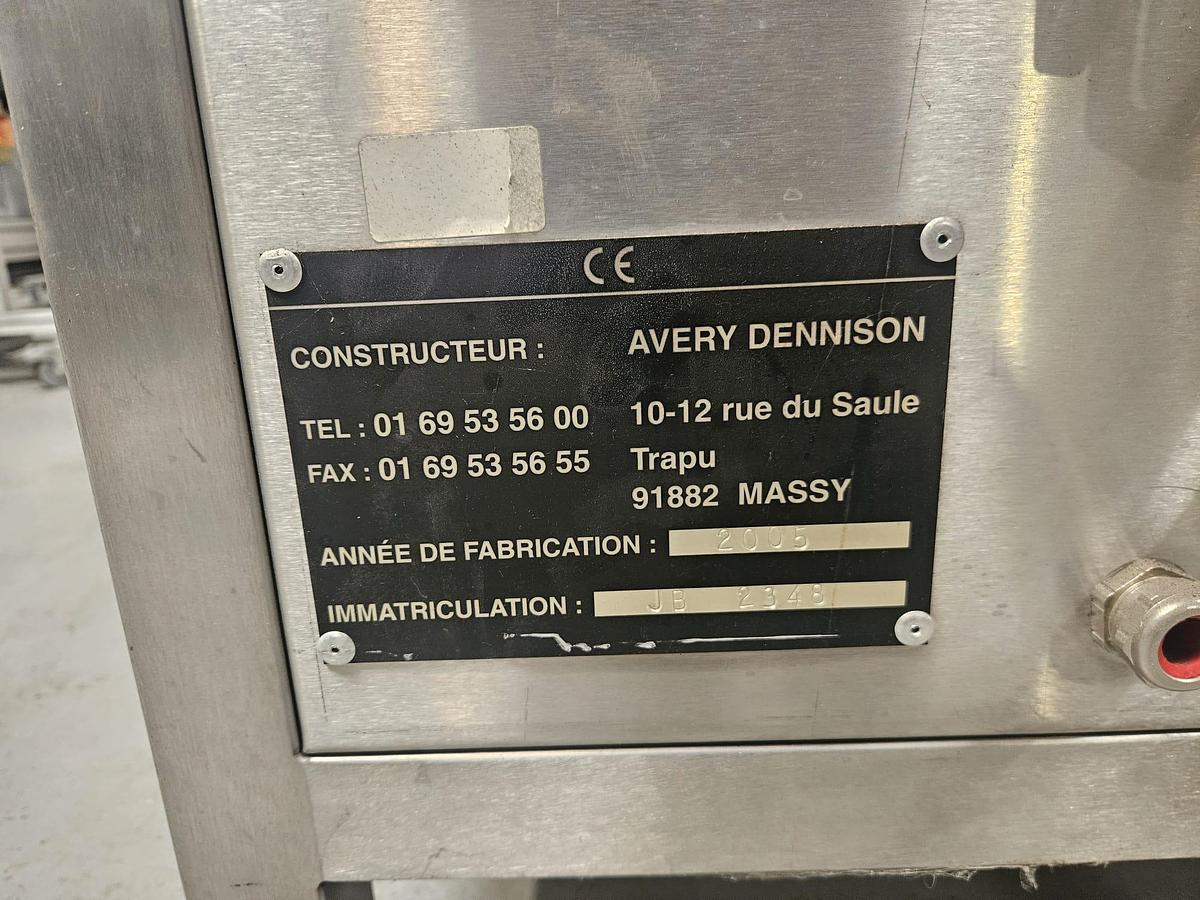 CE
CONSTRUCTEUR : AVERY DENNISON
TEL : 01 69 53 56 00 10-12 rue du Saule
FAX : 01 69 53 56 55 Trapu
91882 MASSY
ANNÉE DE FABRICATION : 2005
IMMATRICULATION : JB 2348